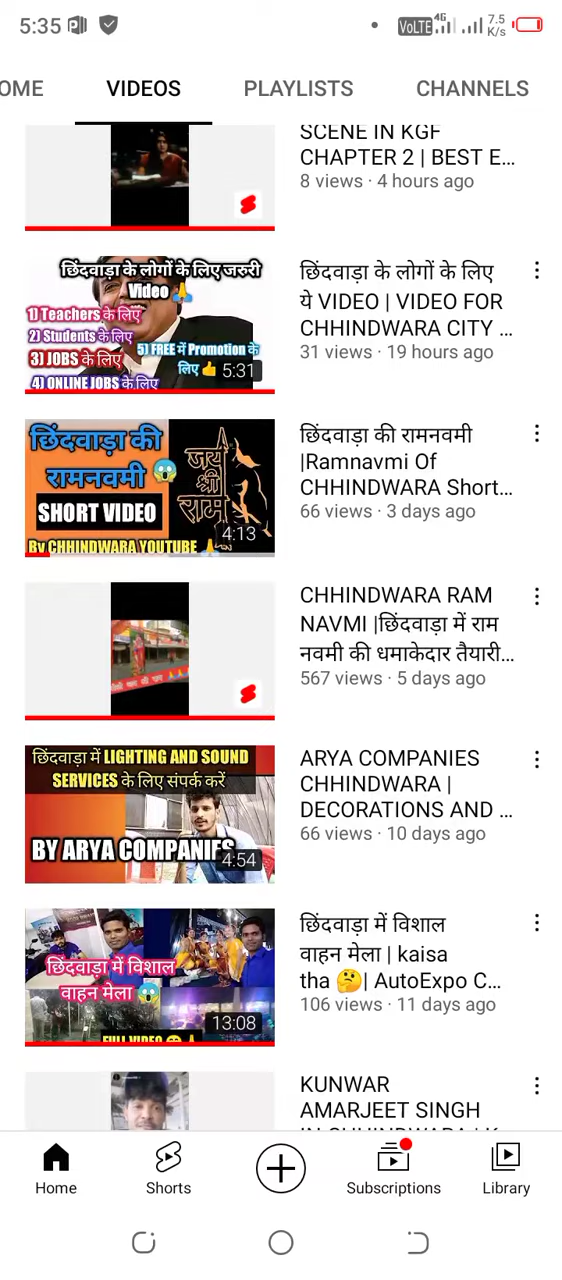 5:35
VoLTE 4G 7.5 K/s
OME VIDEOS PLAYLISTS CHANNELS
SCENE IN KGF
CHAPTER 2 | BEST E...
8 views · 4 hours ago
छिंदवाड़ा के लोगों के लिए जरुरी
Video 🙏
1) Teachers के लिए
2) Students के लिए
3) JOBS के लिए
4) ONLINE JOBS के लिए
5) FREE में Promotion के
लिए 👍 5:31
छिंदवाड़ा के लोगों के लिए
ये VIDEO | VIDEO FOR
CHHINDWARA CITY ...
31 views · 19 hours ago
छिंदवाड़ा की
रामनवमी 😱
SHORT VIDEO
By CHHINDWARA YOUTUBE 🙏
जय
श्री
राम
4:13
छिंदवाड़ा की रामनवमी
|Ramnavmi Of
CHHINDWARA Short...
66 views · 3 days ago
CHHINDWARA RAM
NAVMI |छिंदवाड़ा में राम
नवमी की धमाकेदार तैयारी...
567 views · 5 days ago
छिंदवाड़ा में LIGHTING AND SOUND
SERVICES के लिए संपर्क करें
BY ARYA COMPANIES
4:54
ARYA COMPANIES
CHHINDWARA |
DECORATIONS AND ...
66 views · 10 days ago
छिंदवाड़ा में विशाल
वाहन मेला 😱
13:08
FULL VIDEO
छिंदवाड़ा में विशाल
वाहन मेला | kaisa
tha 🤔| AutoExpo C...
106 views · 11 days ago
KUNWAR
AMARJEET SINGH
IN CHHINDWARA | K
Home Shorts Subscriptions Library